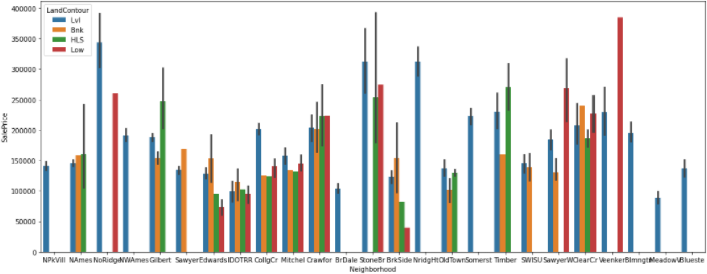 LandContour
Lvl
Bnk
HLS
Low
400000
350000
300000
250000
200000
150000
100000
50000
0
SalePrice
NPkVill NAmes NoRidge NWAmes Gilbert Sawyer Edwards IDOTRR CollgCr Mitchel Crawfor BrDale StoneBr BrkSide NridgHt OldTown Somerst Timber SWISU SawyerW ClearCr Veenker Blmngtn MeadowV Blueste
Neighborhood